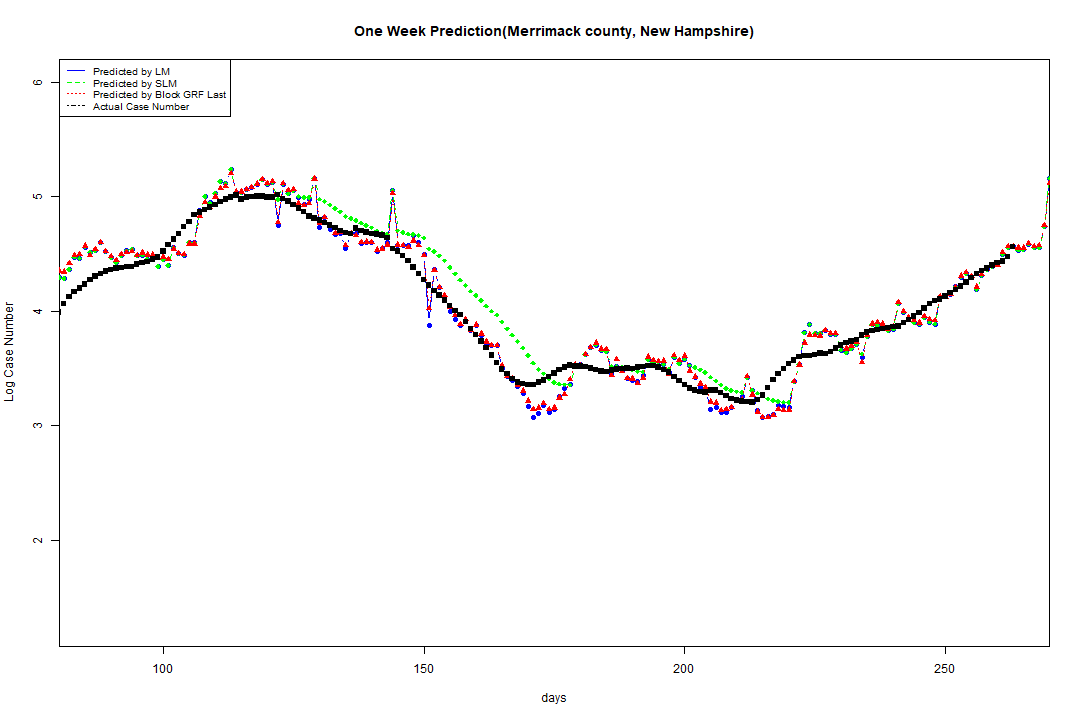 One Week Prediction(Merrimack county, New Hampshire)
Predicted by LM
Predicted by SLM
Predicted by Block GRF Last
Actual Case Number
6
5
4
3
2
Log Case Number
100
150
200
250
days